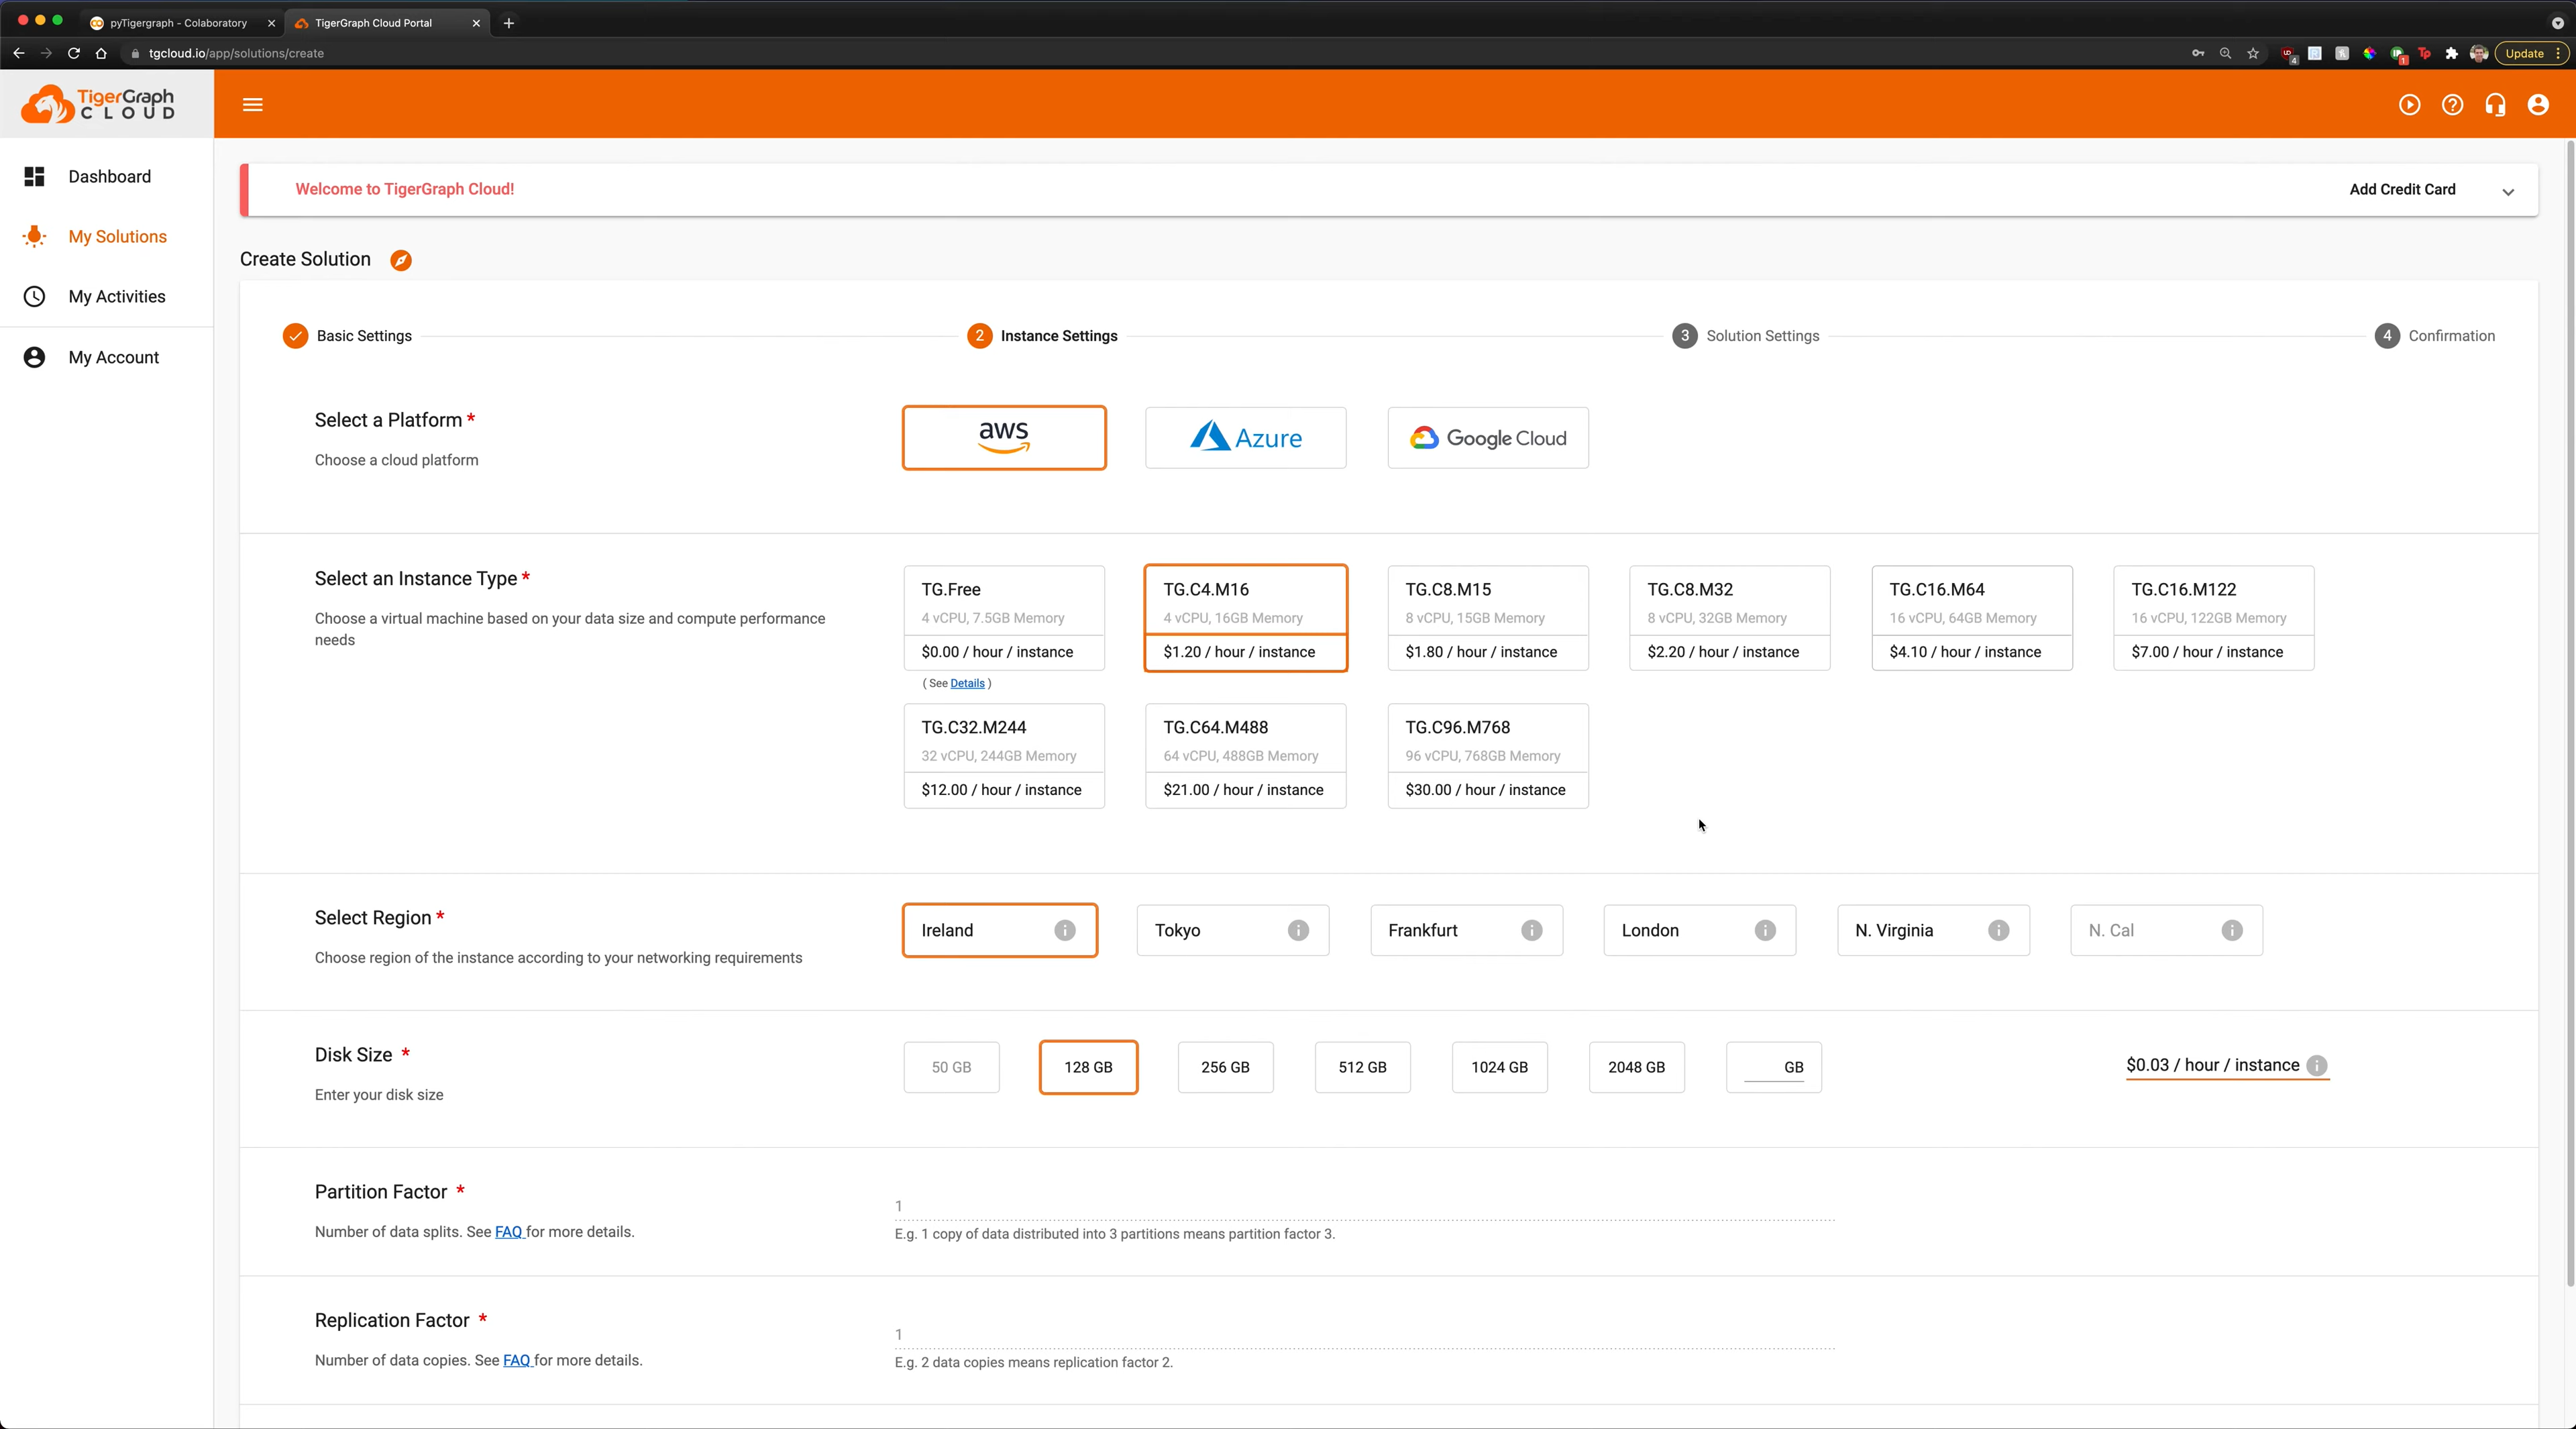 pyTigergraph - Colaboratory
TigerGraph Cloud Portal
tgcloud.io/app/solutions/create
Update
TigerGraph
CLOUD
Dashboard
My Solutions
My Activities
My Account
Welcome to TigerGraph Cloud!
Add Credit Card
Create Solution
Basic Settings
2 Instance Settings
3 Solution Settings
4 Confirmation
Select a Platform *
Choose a cloud platform
aws
Azure
Google Cloud
Select an Instance Type *
Choose a virtual machine based on your data size and compute performance
needs
TG.Free
4 vCPU, 7.5GB Memory
$0.00 / hour / instance
( See Details )
TG.C4.M16
4 vCPU, 16GB Memory
$1.20 / hour / instance
TG.C8.M15
8 vCPU, 15GB Memory
$1.80 / hour / instance
TG.C8.M32
8 vCPU, 32GB Memory
$2.20 / hour / instance
TG.C16.M64
16 vCPU, 64GB Memory
$4.10 / hour / instance
TG.C16.M122
16 vCPU, 122GB Memory
$7.00 / hour / instance
TG.C32.M244
32 vCPU, 244GB Memory
$12.00 / hour / instance
TG.C64.M488
64 vCPU, 488GB Memory
$21.00 / hour / instance
TG.C96.M768
96 vCPU, 768GB Memory
$30.00 / hour / instance
Select Region *
Choose region of the instance according to your networking requirements
Ireland
Tokyo
Frankfurt
London
N. Virginia
N. Cal
Disk Size *
Enter your disk size
50 GB
128 GB
256 GB
512 GB
1024 GB
2048 GB
GB
$0.03 / hour / instance
Partition Factor *
Number of data splits. See FAQ for more details.
1
E.g. 1 copy of data distributed into 3 partitions means partition factor 3.
Replication Factor *
Number of data copies. See FAQ for more details.
1
E.g. 2 data copies means replication factor 2.